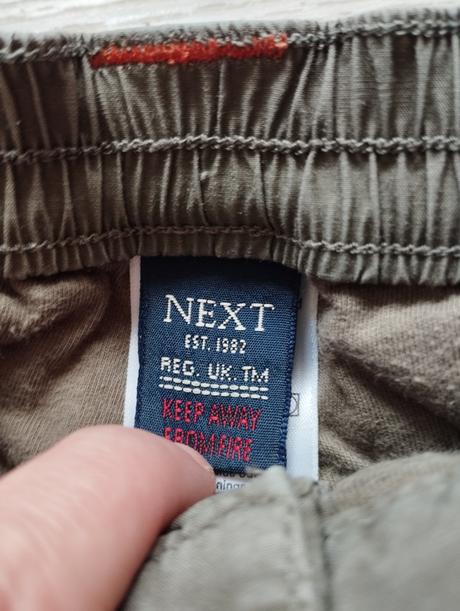 NEXT
EST. 1982
REG. UK. TM
KEEP AWAY
FROM FIRE